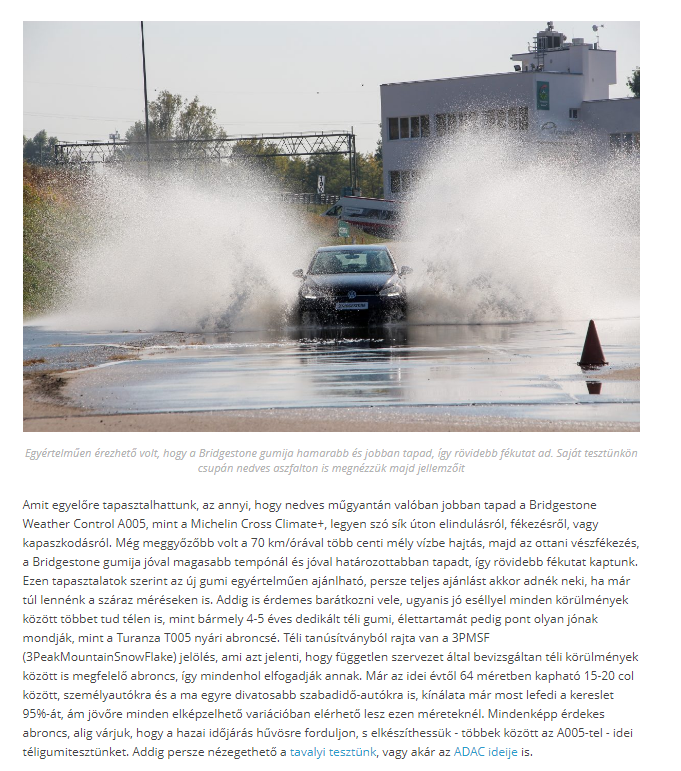 Egyértelműen érezhető volt, hogy a Bridgestone gumija hamarabb és jobban tapad, így rövidebb fékutat ad. Saját tesztünkön
csupán nedves aszfalton is megnézzük majd jellemzőit
Amit egyelőre tapasztalhattunk, az annyi, hogy nedves műgyantán valóban jobban tapad a Bridgestone
Weather Control A005, mint a Michelin Cross Climate+, legyen szó sík úton elindulásról, fékezésről, vagy
kapaszkodásról. Még meggyőzőbb volt a 70 km/órával több centi mély vízbe hajtás, majd az ottani vészfékezés,
a Bridgestone gumija jóval magasabb tempónál és jóval határozottabban tapadt, így rövidebb fékutat kaptunk.
Ezen tapasztalatok szerint az új gumi egyértelműen ajánlható, persze teljes ajánlást akkor adnék neki, ha már
túl lennénk a száraz méréseken is. Addig is érdemes barátkozni vele, ugyanis jó eséllyel minden körülmények
között többet tud télen is, mint bármely 4-5 éves dedikált téli gumi, élettartamát pedig pont olyan jónak
mondják, mint a Turanza T005 nyári abroncsé. Téli tanúsítványból rajta van a 3PMSF
(3PeakMountainSnowFlake) jelölés, ami azt jelenti, hogy független szervezet által bevizsgáltan téli körülmények
között is megfelelő abroncs, így mindenhol elfogadják annak. Már az idei évtől 64 méretben kapható 15-20 col
között, személyautókra és a ma egyre divatosabb szabadidő-autókra is, kínálata már most lefedi a kereslet
95%-át, ám jövőre minden elképzelhető variációban elérhető lesz ezen méreteknél. Mindenképp érdekes
abroncs, alig várjuk, hogy a hazai időjárás hűvösre forduljon, s elkészíthessük - többek között az A005-tel - idei
téligumitesztünket. Addig persze nézegethető a tavalyi tesztünk, vagy akár az ADAC ideije is.